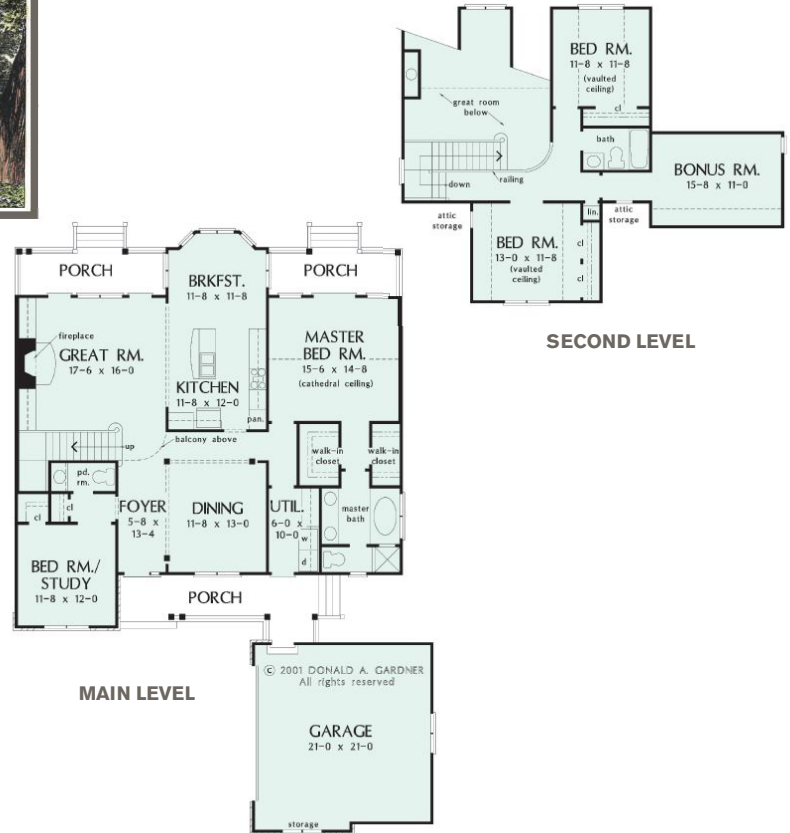 BED RM.
11-8 x 11-8
(vaulted
ceiling)
cl
great room
below
bath
BONUS RM.
15-8 x 11-0
railing
down
attic
storage
lin.
attic
storage
BED RM.
13-0 x 11-8
(vaulted
ceiling)
cl
cl
SECOND LEVEL
PORCH
BRKFST.
11-8 x 11-8
PORCH
fireplace
GREAT RM.
17-6 x 16-0
MASTER
BED RM.
15-6 x 14-8
(cathedral ceiling)
KITCHEN
11-8 x 12-0
pan.
up
balcony above
walk-in
closet
walk-in
closet
pd.
rm.
cl
cl
FOYER
5-8 x
13-4
DINING
11-8 x 13-0
UTIL.
6-0 x
10-0
w
d
master
bath
BED RM./
STUDY
11-8 x 12-0
PORCH
© 2001 DONALD A. GARDNER
All rights reserved
MAIN LEVEL
GARAGE
21-0 x 21-0
storage